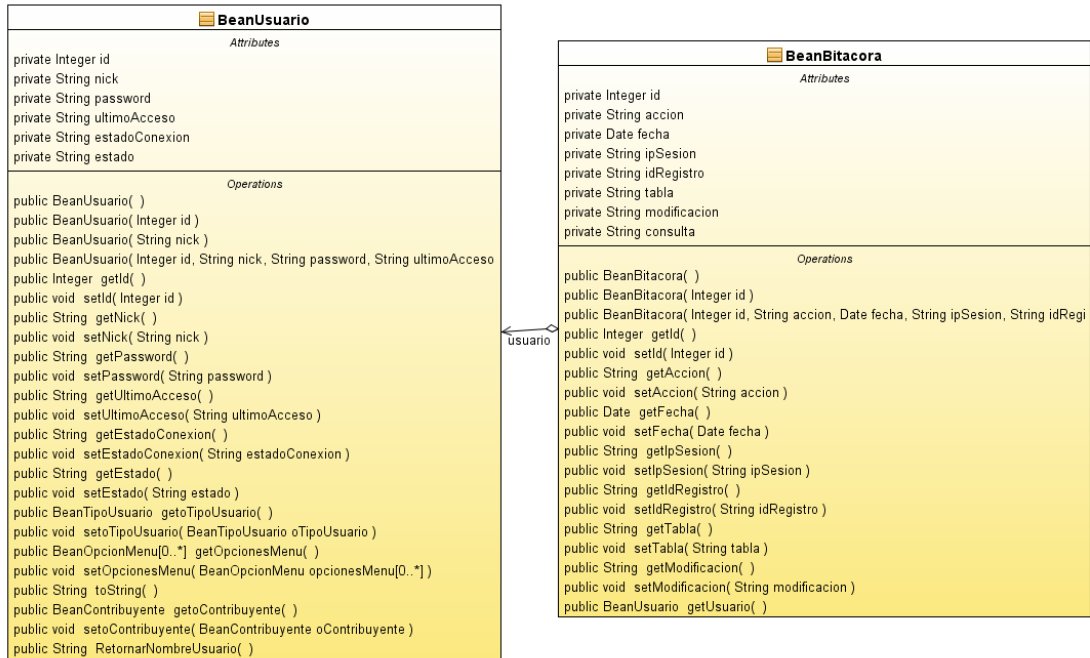 BeanUsuario
Attributes
private Integer id
private String nick
private String password
private String ultimoAcceso
private String estadoConexion
private String estado
Operations
public BeanUsuario( )
public BeanUsuario( Integer id )
public BeanUsuario( String nick )
public BeanUsuario( Integer id, String nick, String password, String ultimoAcceso
public Integer getId( )
public void setId( Integer id )
public String getNick( )
public void setNick( String nick )
public String getPassword( )
public void setPassword( String password )
public String getUltimoAcceso( )
public void setUltimoAcceso( String ultimoAcceso )
public String getEstadoConexion( )
public void setEstadoConexion( String estadoConexion )
public String getEstado( )
public void setEstado( String estado )
public BeanTipoUsuario getoTipoUsuario( )
public void setoTipoUsuario( BeanTipoUsuario oTipoUsuario )
public BeanOpcionMenu[0..*] getOpcionesMenu( )
public void setOpcionesMenu( BeanOpcionMenu opcionesMenu[0..*] )
public String toString( )
public BeanContribuyente getoContribuyente( )
public void setoContribuyente( BeanContribuyente oContribuyente )
public String RetornarNombreUsuario( )
usuario
BeanBitacora
Attributes
private Integer id
private String accion
private Date fecha
private String ipSesion
private String idRegistro
private String tabla
private String modificacion
private String consulta
Operations
public BeanBitacora( )
public BeanBitacora( Integer id )
public BeanBitacora( Integer id, String accion, Date fecha, String ipSesion, String idRegi
public Integer getId( )
public void setId( Integer id )
public String getAccion( )
public void setAccion( String accion )
public Date getFecha( )
public void setFecha( Date fecha )
public String getIpSesion( )
public void setIpSesion( String ipSesion )
public String getIdRegistro( )
public void setIdRegistro( String idRegistro )
public String getTabla( )
public void setTabla( String tabla )
public String getModificacion( )
public void setModificacion( String modificacion )
public BeanUsuario getUsuario( )